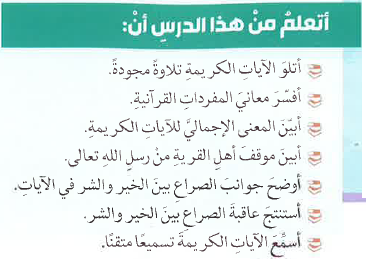 أتعلمُ منْ هذا الدرسِ أنْ:
أتلوَ الآياتِ الكريمةِ تلاوةً مجودةً.
أفسّرَ معانيَ المفرداتِ القرآنيةِ.
أبيّنَ المعنى الإجماليَّ للآياتِ الكريمةِ.
أبينَ موقفَ أهلِ القريةِ منْ رسلِ اللهِ تعالى.
أوضحَ جوانبَ الصراعِ بينَ الخيرِ والشرِ في الآياتِ.
أستنتجَ عاقبةَ الصراعِ بينَ الخيرِ والشرِ.
أسمِّعَ الآياتِ الكريمةَ تسميعًا متقنًا.